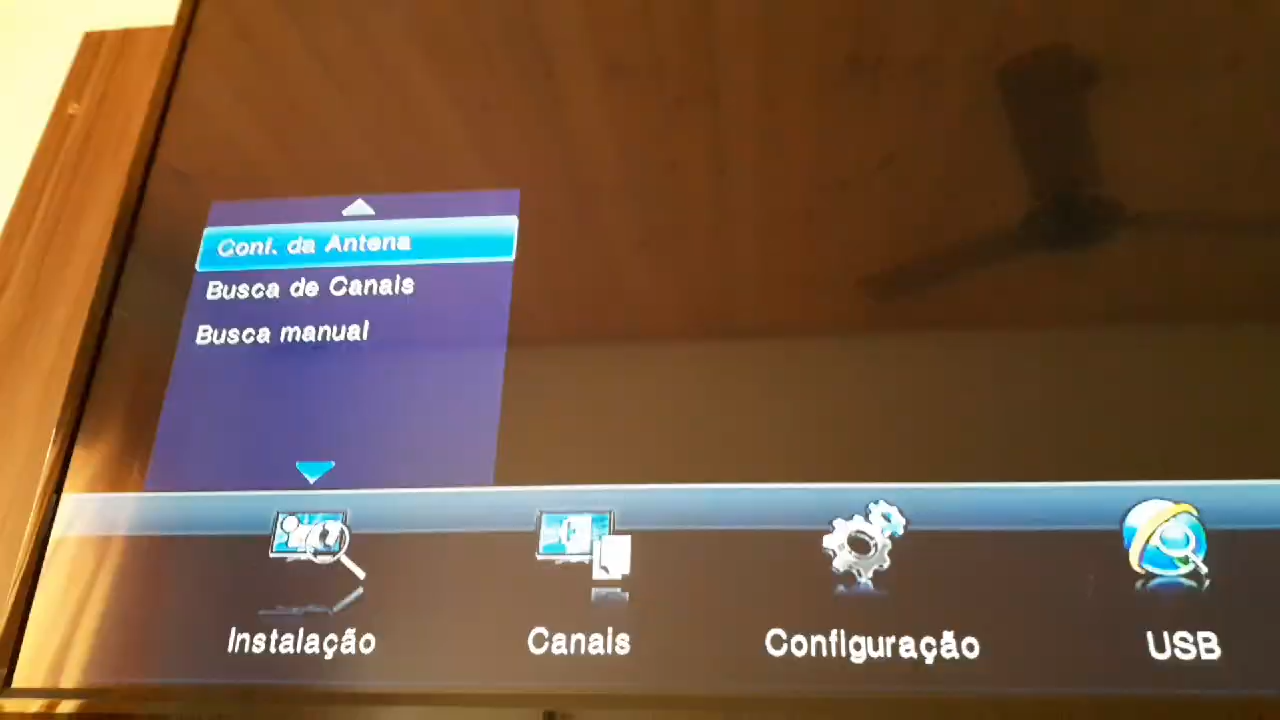 Conf. da Antena
Busca de Canais
Busca manual
Instalação
Canais
Configuração
USB